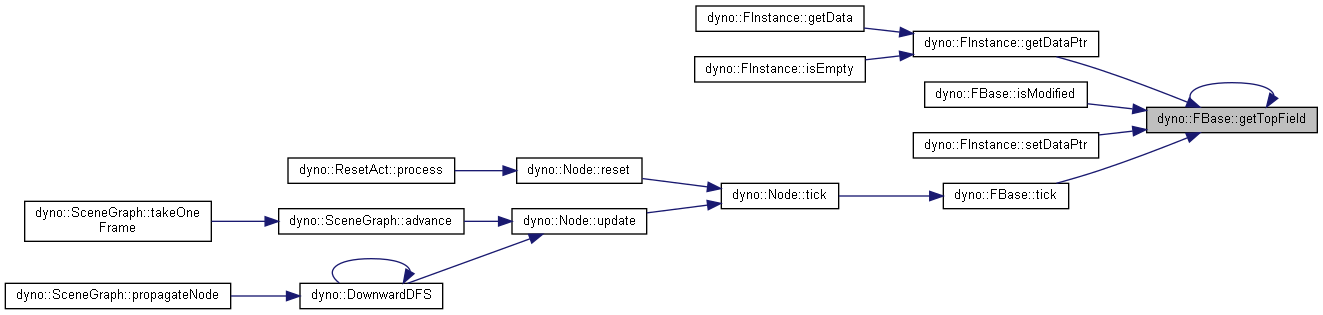 dyno::FInstance::getData
dyno::FInstance::getDataPtr
dyno::FInstance::isEmpty
dyno::FBase::isModified
dyno::FBase::getTopField
dyno::FInstance::setDataPtr
dyno::ResetAct::process
dyno::Node::reset
dyno::Node::tick
dyno::FBase::tick
dyno::SceneGraph::takeOne
Frame
dyno::SceneGraph::advance
dyno::Node::update
dyno::SceneGraph::propagateNode
dyno::DownwardDFS